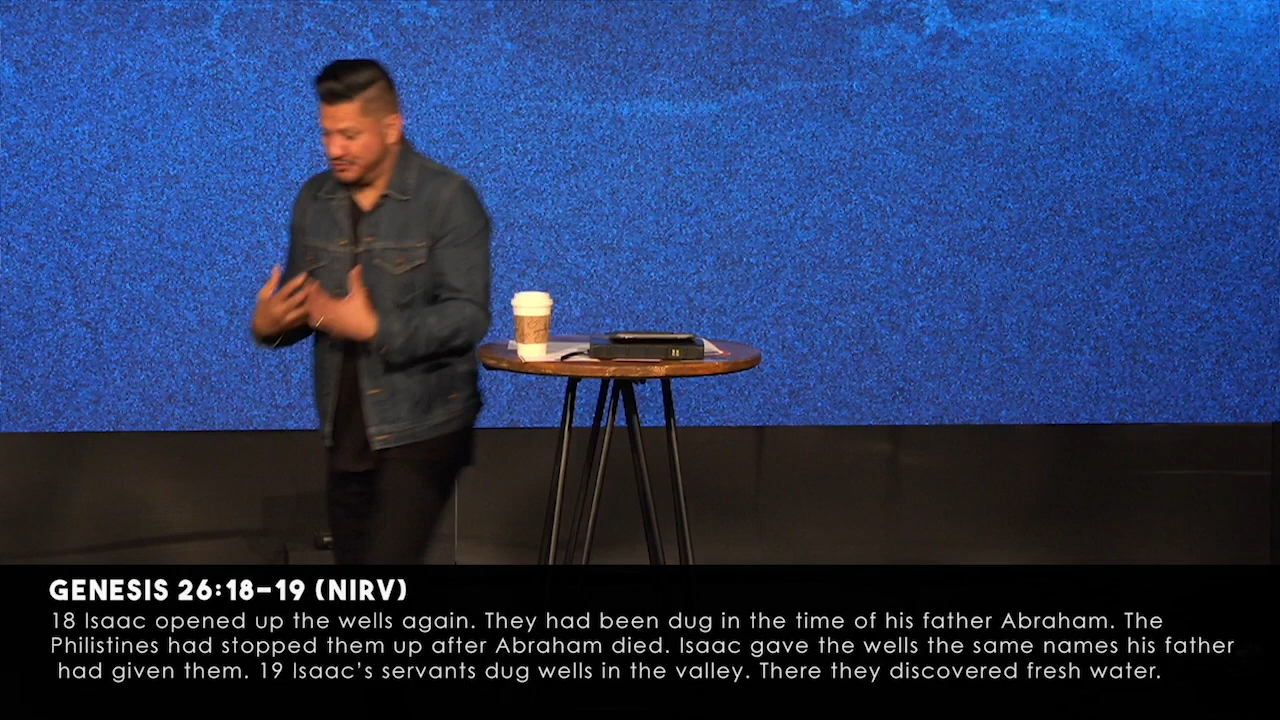 GENESIS 26:18-19 (NIRV)
18 Isaac opened up the wells again. They had been dug in the time of his father Abraham. The
Philistines had stopped them up after Abraham died. Isaac gave the wells the same names his father
had given them. 19 Isaac's servants dug wells in the valley. There they discovered fresh water.